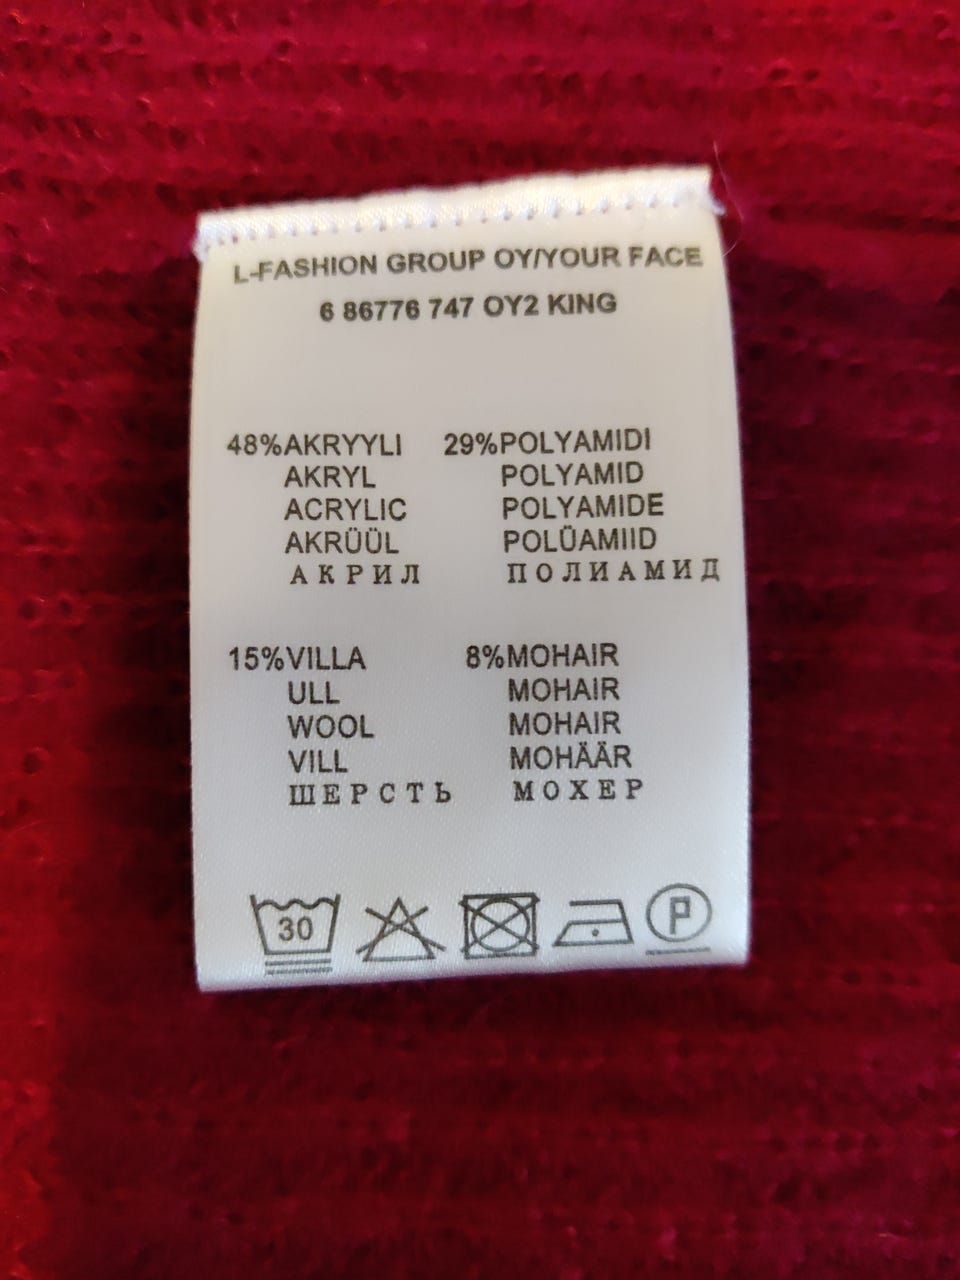 L-FASHION GROUP OY/YOUR FACE
6 86776 747 OY2 KING
48%AKRYYLI 29%POLYAMIDI
AKRYL POLYAMID
ACRYLIC POLYAMIDE
AKRÜÜL POLÜAMIID
АКРИЛ ПОЛИАМИД
15%VILLA 8%MOHAIR
ULL MOHAIR
WOOL MOHAIR
VILL MOHÄÄR
ШЕРСТЬ МОХЕР
30 P